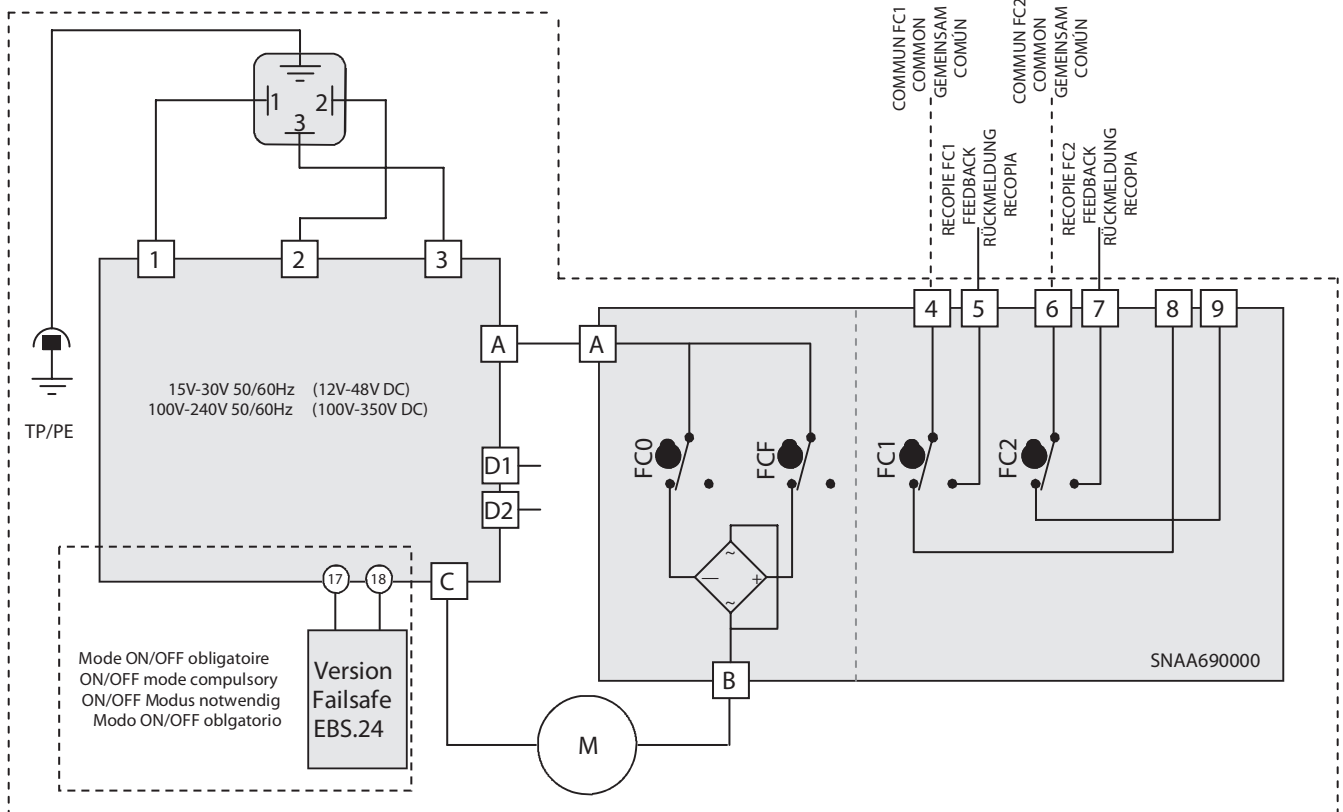 COMMUN FC1
COMMON
GEMEINSAM
COMÚN
COMMUN FC2
COMMON
GEMEINSAM
COMÚN
RECOPIE FC1
FEEDBACK
RÜCKMELDUNG
RECOPIA
RECOPIE FC2
FEEDBACK
RÜCKMELDUNG
RECOPIA
1 2
3
1 2 3
4 5 6 7 8 9
A A
15V-30V 50/60Hz (12V-48V DC)
100V-240V 50/60Hz (100V-350V DC)
TP/PE
FC0 FCF FC1 FC2
D1
D2
~
— +
~
17 18 C
Mode ON/OFF obligatoire
ON/OFF mode compulsory
ON/OFF Modus notwendig
Modo ON/OFF oblgatorio
Version
Failsafe
EBS.24
SNAA690000
B
M